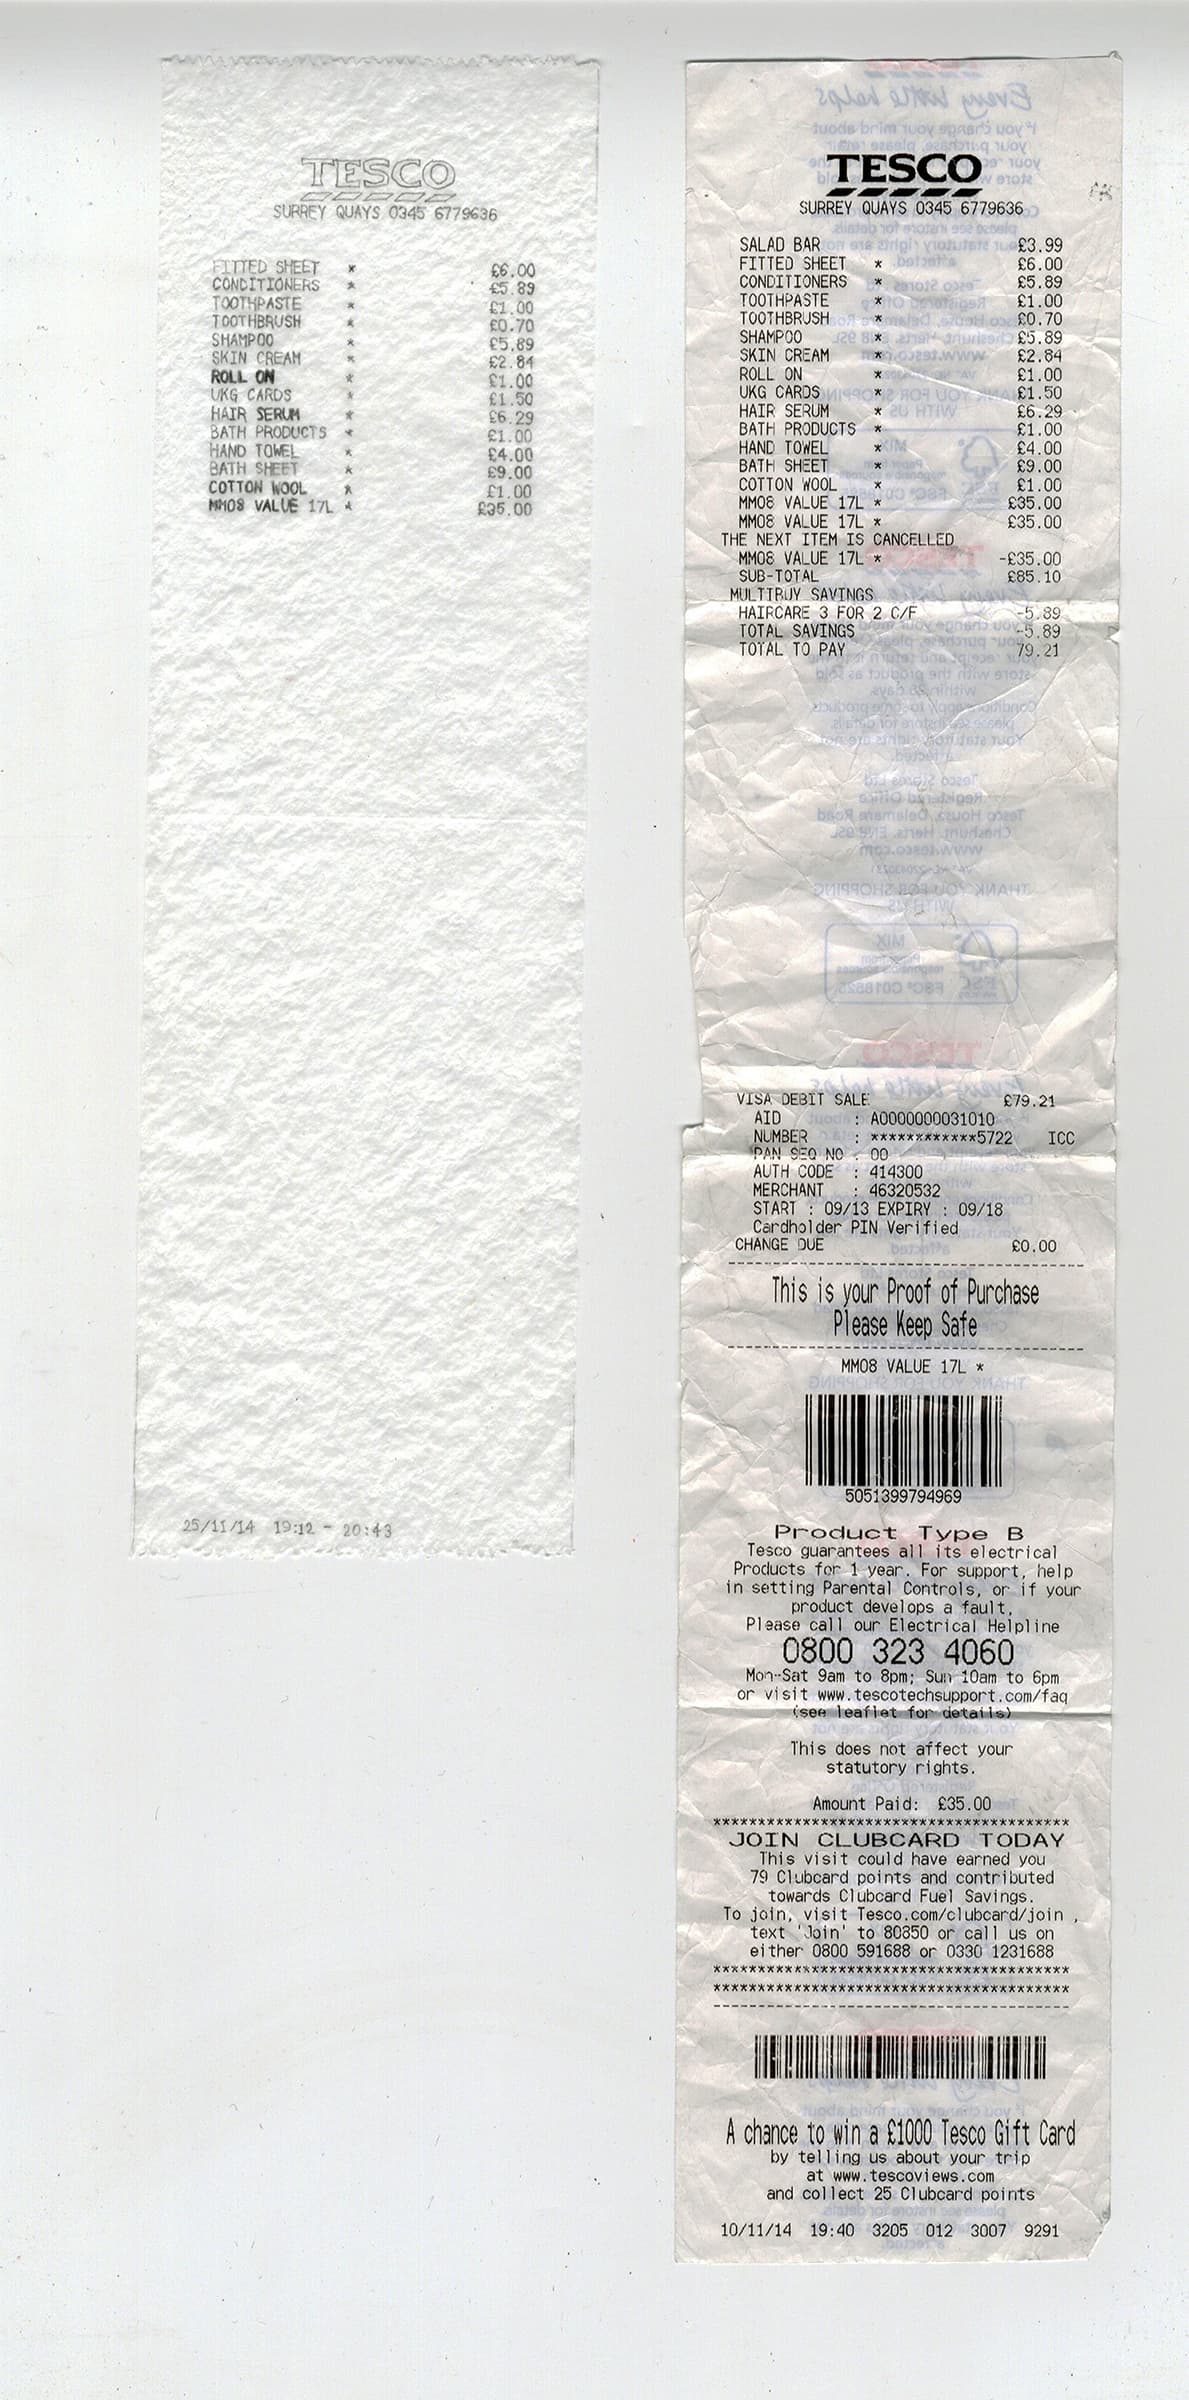 TESCO
SURREY QUAYS 0345 6779636
FITTED SHEET * £6.00
CONDITIONERS * £5.89
TOOTHPASTE * £1.00
TOOTHBRUSH * £0.70
SHAMPOO * £5.89
SKIN CREAM * £2.84
ROLL ON * £1.00
UKG CARDS * £1.50
HAIR SERUM * £6.29
BATH PRODUCTS * £1.00
HAND TOWEL * £4.00
BATH SHEET * £9.00
COTTON WOOL * £1.00
MM08 VALUE 17L * £35.00
25/11/14 19:12 - 20:43
TESCO
SURREY QUAYS 0345 6779636
SALAD BAR £3.99
FITTED SHEET * £6.00
CONDITIONERS * £5.89
TOOTHPASTE * £1.00
TOOTHBRUSH * £0.70
SHAMPOO * £5.89
SKIN CREAM * £2.84
ROLL ON * £1.00
UKG CARDS * £1.50
HAIR SERUM * £6.29
BATH PRODUCTS * £1.00
HAND TOWEL * £4.00
BATH SHEET * £9.00
COTTON WOOL * £1.00
MM08 VALUE 17L * £35.00
MM08 VALUE 17L * £35.00
THE NEXT ITEM IS CANCELLED
MM08 VALUE 17L * -£35.00
SUB-TOTAL £85.10
MULTIBUY SAVINGS
HAIRCARE 3 FOR 2 C/F -5.89
TOTAL SAVINGS -5.89
TOTAL TO PAY 79.21
VISA DEBIT SALE £79.21
AID : A0000000031010
NUMBER : ************5722 ICC
PAN SEQ NO : 00
AUTH CODE : 414300
MERCHANT : 46320532
START : 09/13 EXPIRY : 09/18
Cardholder PIN Verified
CHANGE DUE £0.00
This is your Proof of Purchase
Please Keep Safe
MM08 VALUE 17L *
5051399794969
Product Type B
Tesco guarantees all its electrical
Products for 1 year. For support, help
in setting Parental Controls, or if your
product develops a fault,
Please call our Electrical Helpline
0800 323 4060
Mon-Sat 9am to 8pm; Sun 10am to 6pm
or visit www.tescotechsupport.com/faq
(see leaflet for details)
This does not affect your
statutory rights.
Amount Paid: £35.00
****************************************
JOIN CLUBCARD TODAY
This visit could have earned you
79 Clubcard points and contributed
towards Clubcard Fuel Savings.
To join, visit Tesco.com/clubcard/join ,
text 'Join' to 80850 or call us on
either 0800 591688 or 0330 1231688
****************************************
****************************************
A chance to win a £1000 Tesco Gift Card
by telling us about your trip
at www.tescoviews.com
and collect 25 Clubcard points
10/11/14 19:40 3205 012 3007 9291